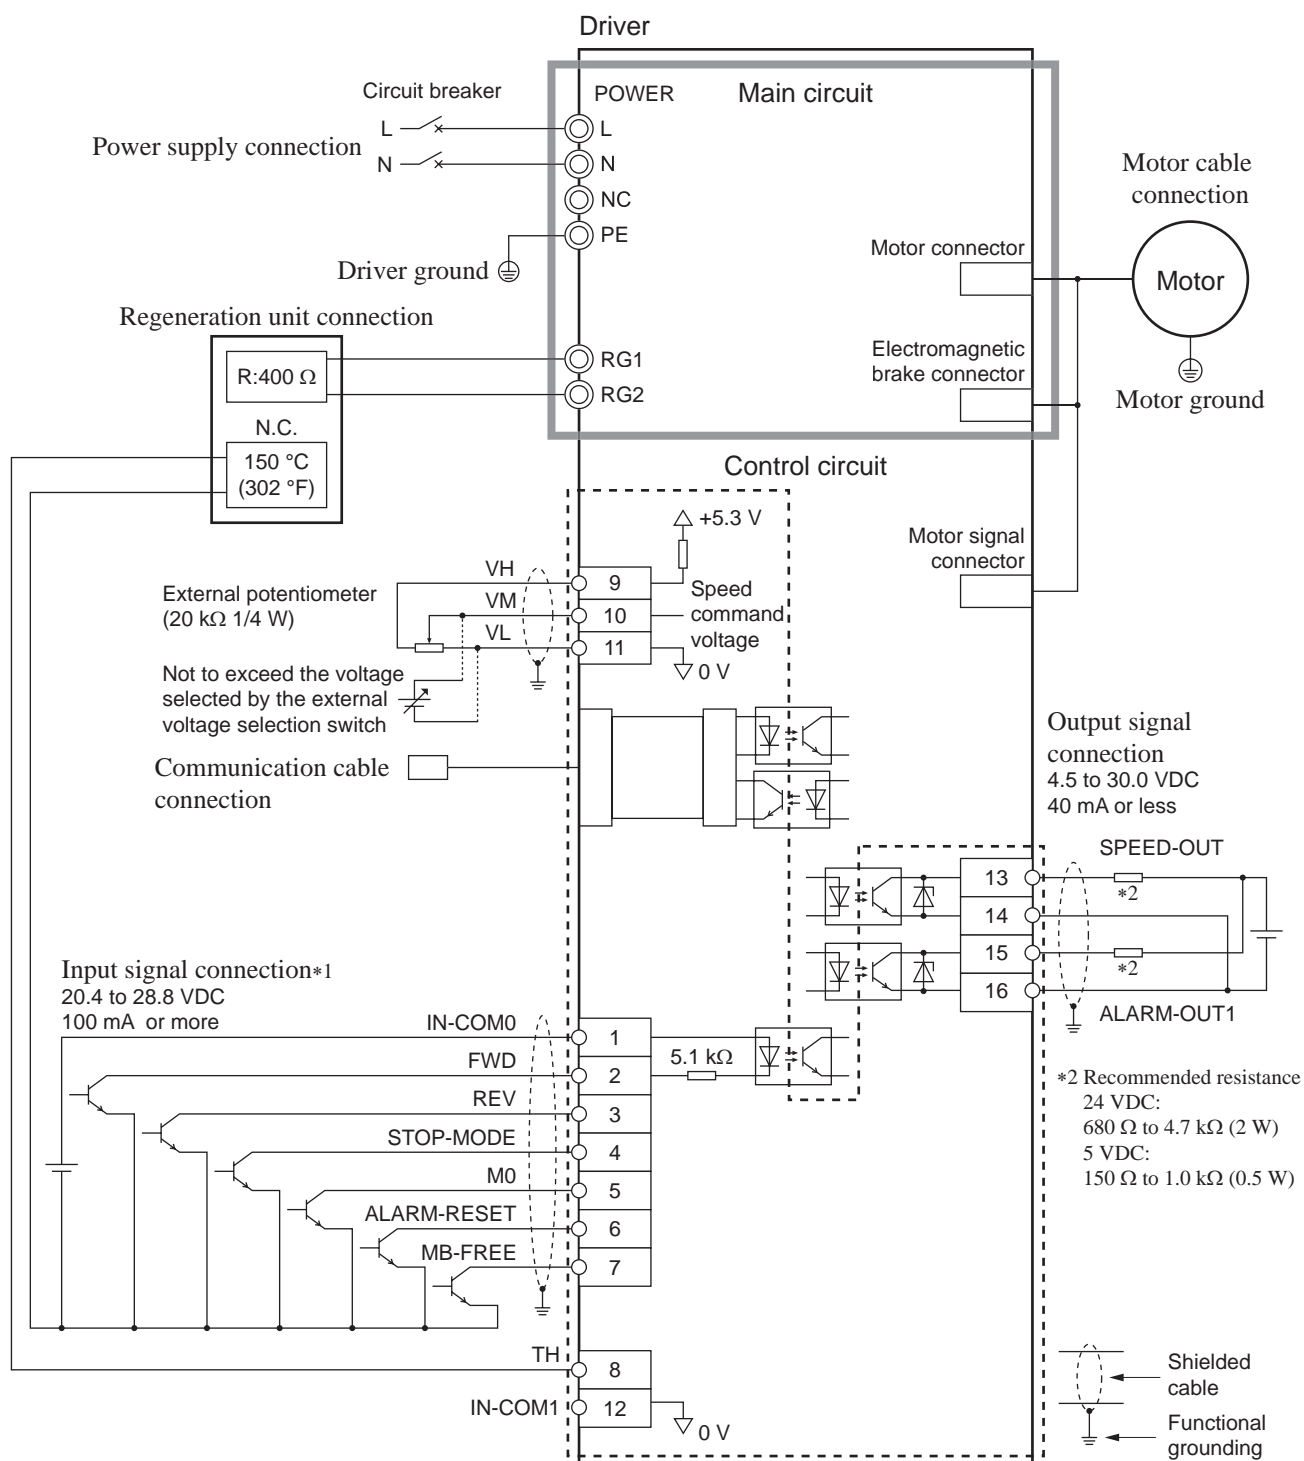 Driver
Circuit breaker
POWER
Main circuit
L
L
Power supply connection
N
N
NC
PE
Driver ground
Motor cable
connection
Motor connector
Motor
Regeneration unit connection
R:400 Ω
RG1
RG2
Electromagnetic
brake connector
Motor ground
N.C.
150 °C
(302 °F)
Control circuit
+5.3 V
Motor signal
connector
External potentiometer
(20 kΩ 1/4 W)
VH
9
VM
10
VL
11
Speed
command
voltage
0 V
Not to exceed the voltage
selected by the external
voltage selection switch
Communication cable
connection
Output signal
connection
4.5 to 30.0 VDC
40 mA or less
SPEED-OUT
13
*2
14
15
*2
16
ALARM-OUT1
Input signal connection*1
20.4 to 28.8 VDC
100 mA or more
IN-COM0
1
5.1 kΩ
FWD
2
REV
3
STOP-MODE
4
M0
5
ALARM-RESET
6
MB-FREE
7
*2 Recommended resistance
24 VDC:
680 Ω to 4.7 kΩ (2 W)
5 VDC:
150 Ω to 1.0 kΩ (0.5 W)
TH
8
IN-COM1
12
0 V
Shielded
cable
Functional
grounding